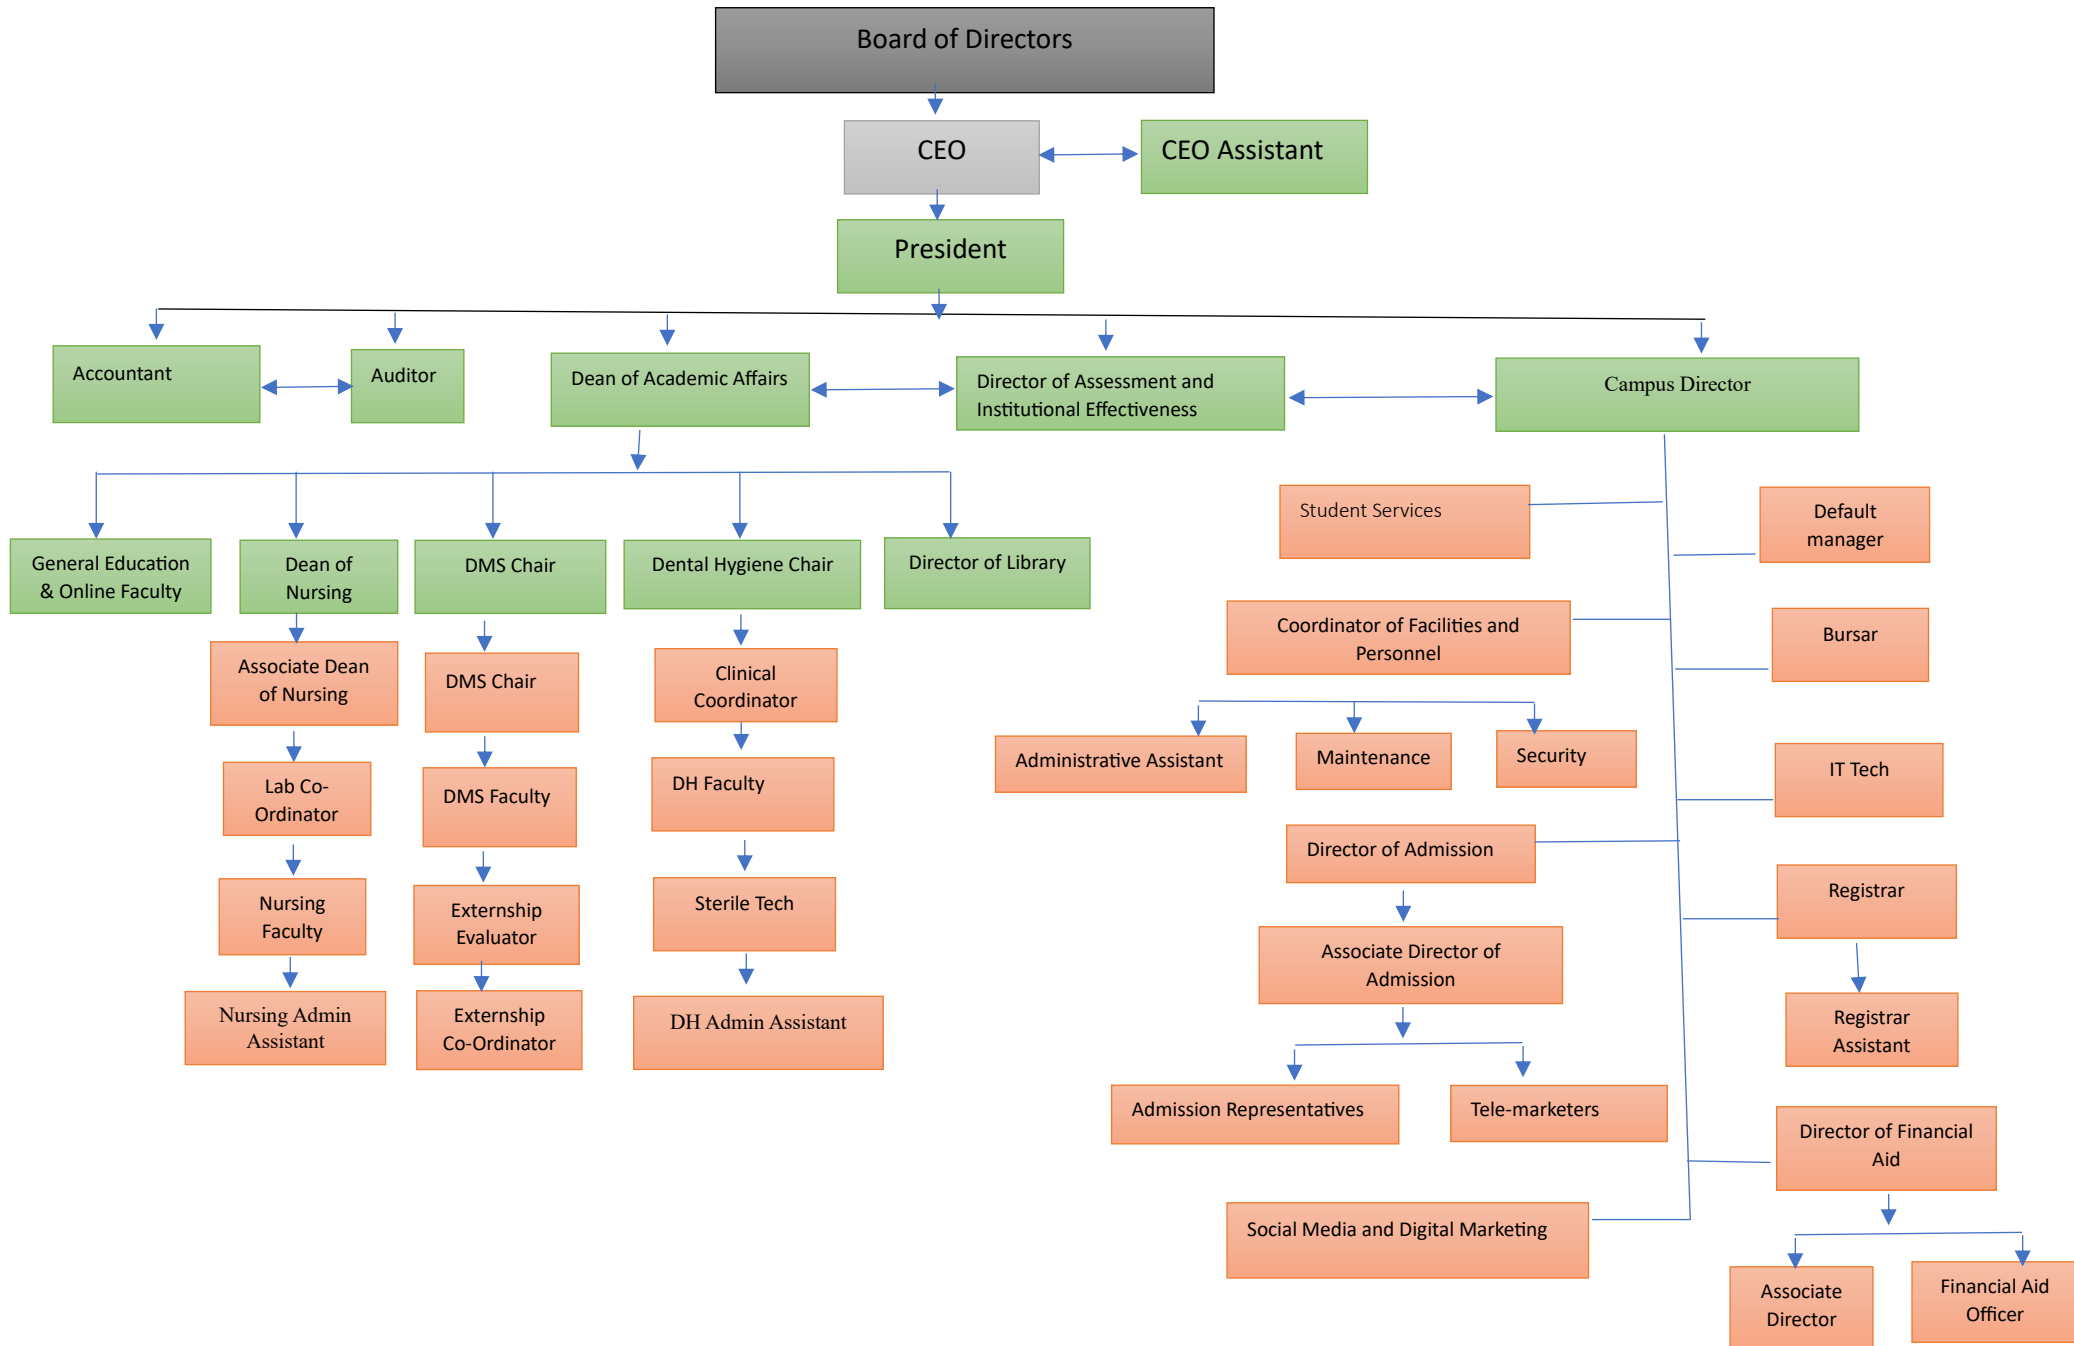 Board of Directors
CEO
CEO Assistant
President
Accountant
Auditor
Dean of Academic Affairs
Director of Assessment and
Institutional Effectiveness
Campus Director
General Education
& Online Faculty
Dean of
Nursing
DMS Chair
Dental Hygiene Chair
Director of Library
Associate Dean
of Nursing
Lab Co-
Ordinator
Nursing
Faculty
Nursing Admin
Assistant
DMS Chair
DMS Faculty
Externship
Evaluator
Externship
Co-Ordinator
Clinical
Coordinator
DH Faculty
Sterile Tech
DH Admin Assistant
Student Services
Default
manager
Coordinator of Facilities and
Personnel
Bursar
Administrative Assistant
Maintenance
Security
IT Tech
Director of Admission
Registrar
Associate Director of
Admission
Registrar
Assistant
Admission Representatives
Tele-marketers
Director of Financial
Aid
Social Media and Digital Marketing
Associate
Director
Financial Aid
Officer